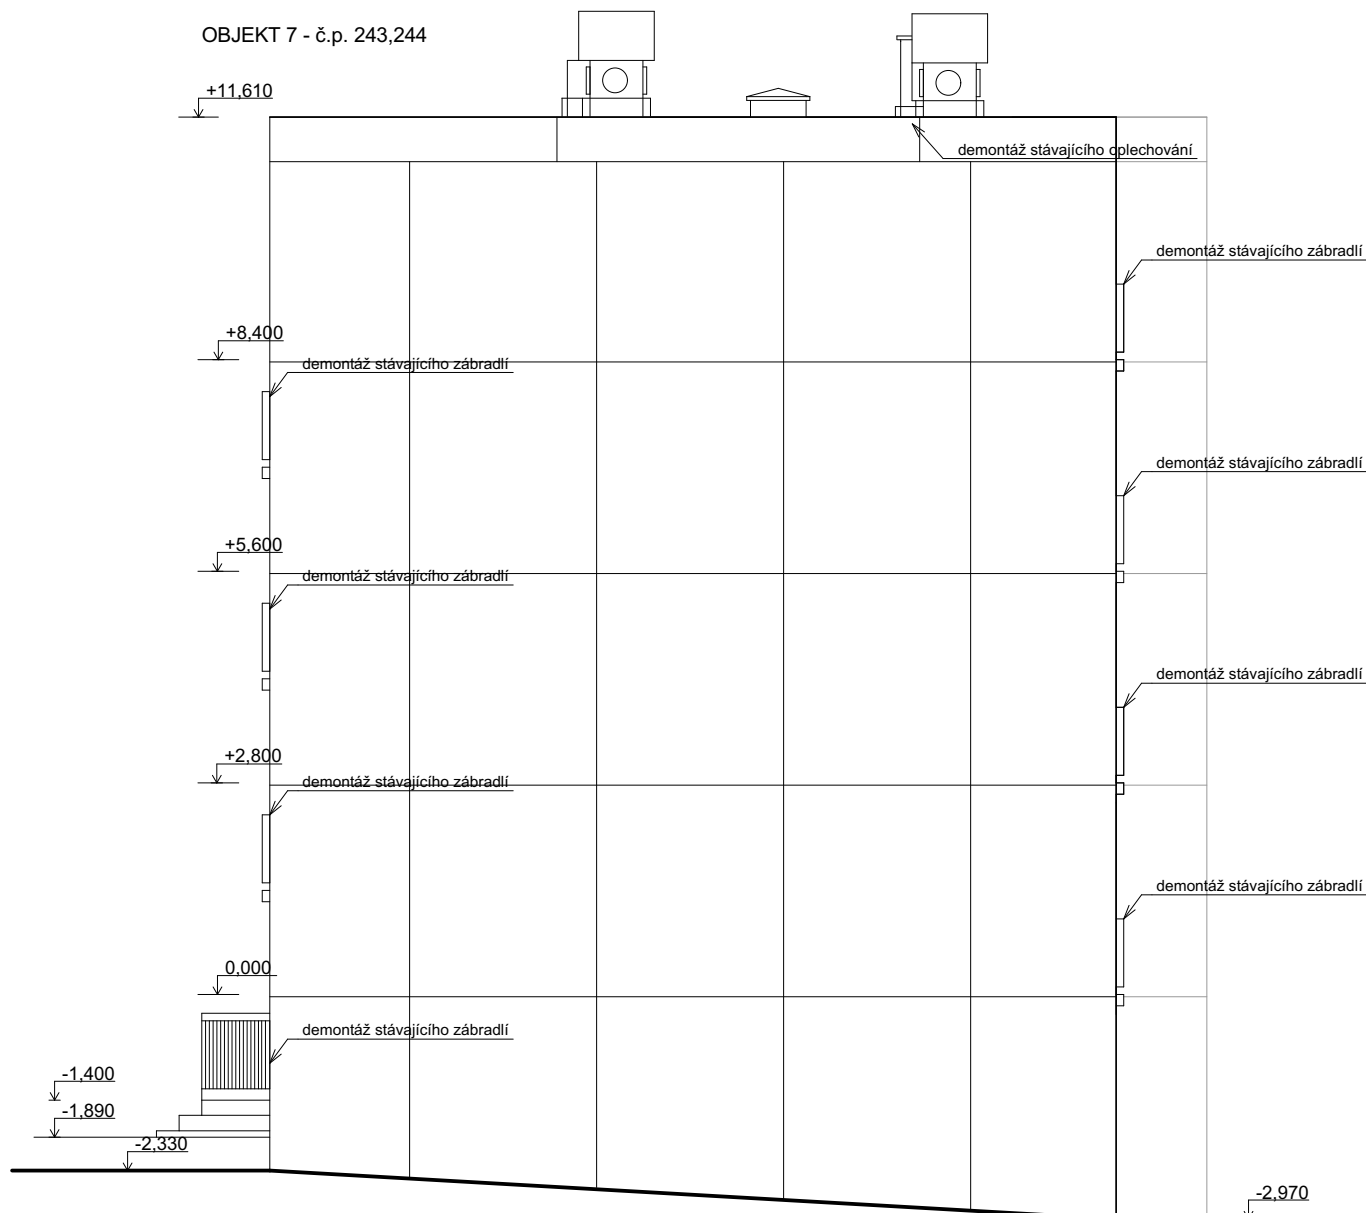 OBJEKT 7 - č.p. 243,244
+11,610
demontáž stávajícího oplechování
demontáž stávajícího zábradlí
+8,400
demontáž stávajícího zábradlí
demontáž stávajícího zábradlí
+5,600
demontáž stávajícího zábradlí
demontáž stávajícího zábradlí
+2,800
demontáž stávajícího zábradlí
demontáž stávajícího zábradlí
0,000
demontáž stávajícího zábradlí
-1,400
-1,890
-2,330
-2,970